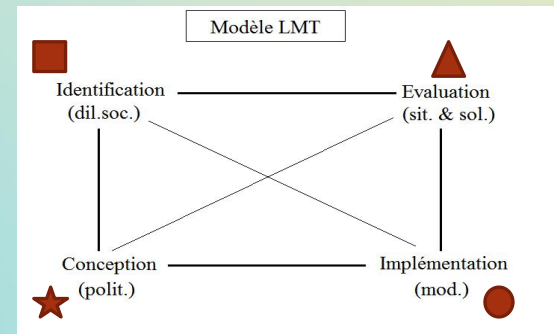 Modèle LMT
Identification
(dil.soc.)
Evaluation
(sit. & sol.)
Conception
(polit.)
Implémentation
(mod.)